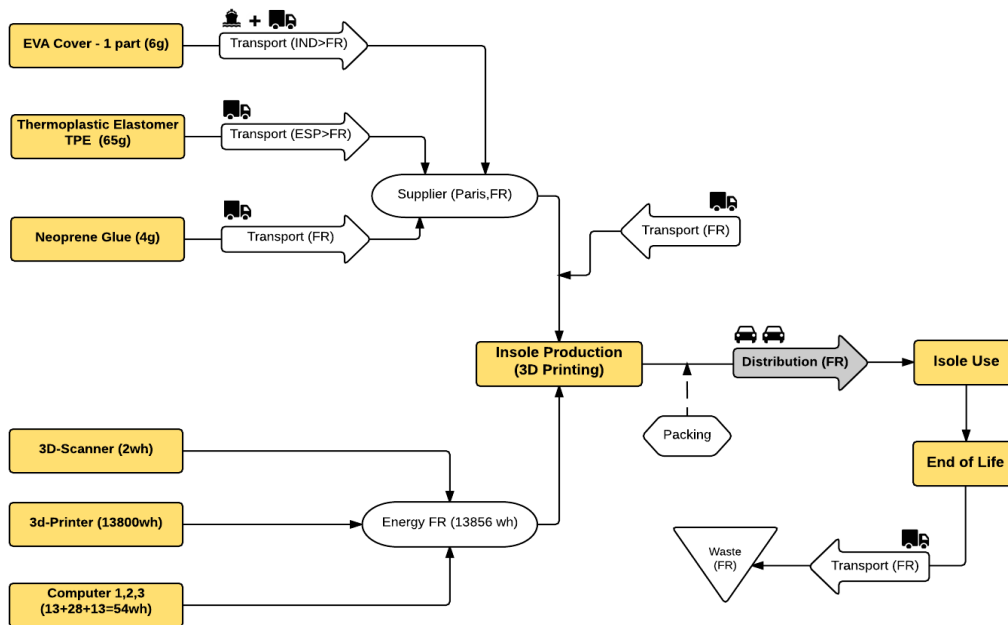 EVA Cover - 1 part (6g)
Transport (IND>FR)
Thermoplastic Elastomer
TPE  (65g)
Transport (ESP>FR)
Supplier (Paris,FR)
Neoprene Glue (4g)
Transport (FR)
Transport (FR)
Insole Production
(3D Printing)
Distribution (FR)
Isole Use
Packing
End of Life
3D-Scanner (2wh)
3d-Printer (13800wh)
Energy FR (13856 wh)
Computer 1,2,3
(13+28+13=54wh)
Waste
(FR)
Transport (FR)